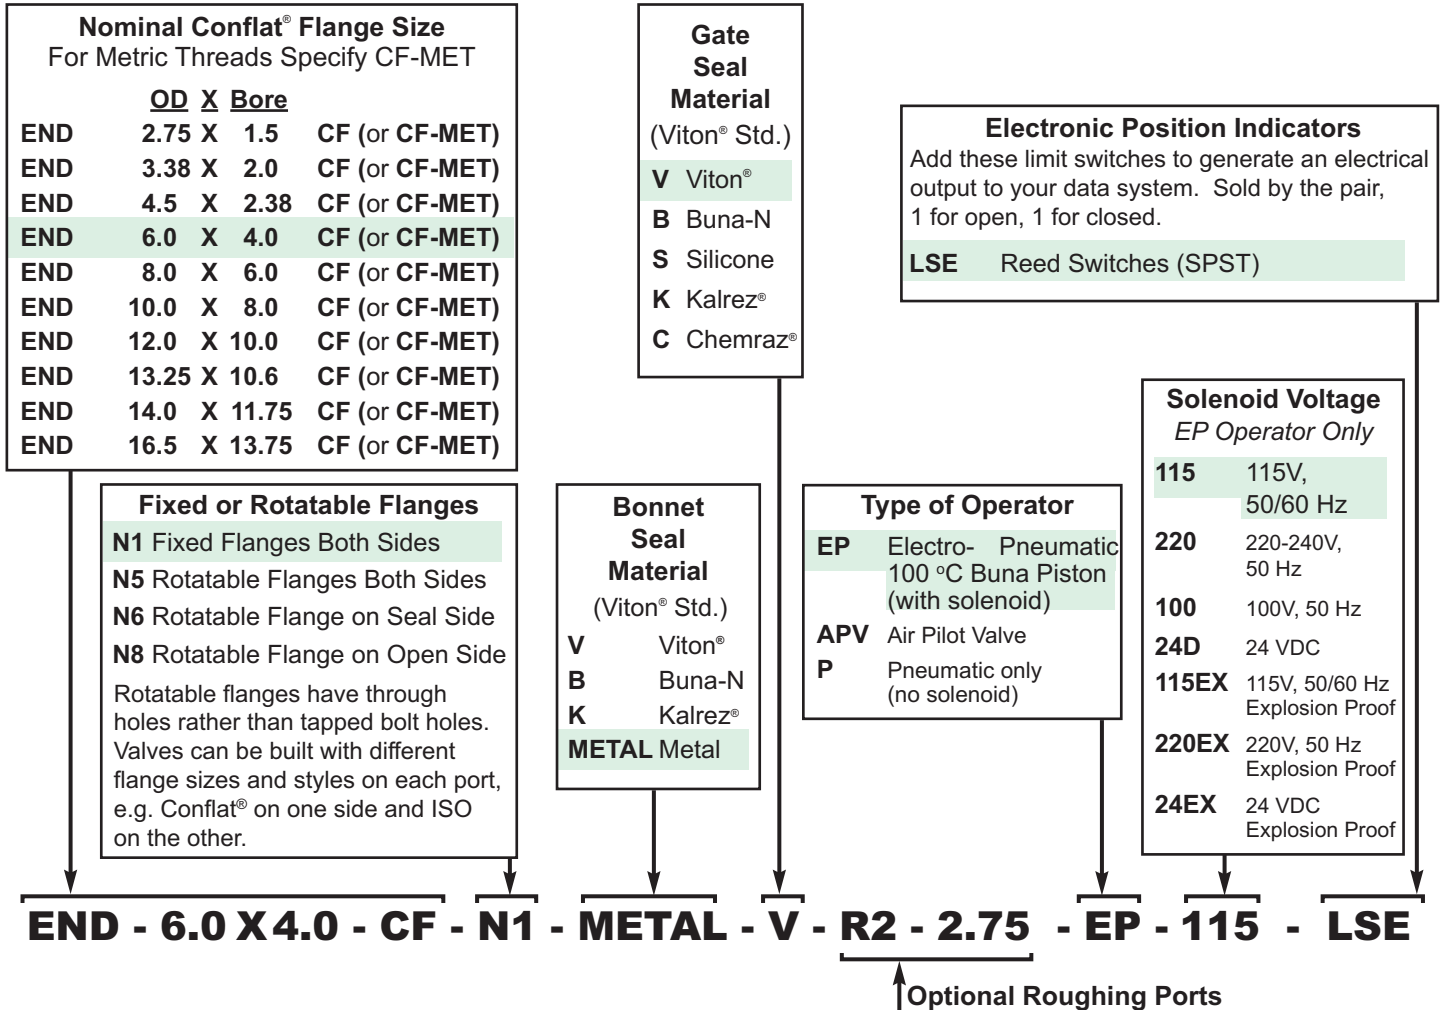 Nominal Conflat® Flange Size
For Metric Threads Specify CF-MET
OD X Bore
END 2.75 X 1.5 CF (or CF-MET)
END 3.38 X 2.0 CF (or CF-MET)
END 4.5 X 2.38 CF (or CF-MET)
END 6.0 X 4.0 CF (or CF-MET)
END 8.0 X 6.0 CF (or CF-MET)
END 10.0 X 8.0 CF (or CF-MET)
END 12.0 X 10.0 CF (or CF-MET)
END 13.25 X 10.6 CF (or CF-MET)
END 14.0 X 11.75 CF (or CF-MET)
END 16.5 X 13.75 CF (or CF-MET)
Fixed or Rotatable Flanges
N1 Fixed Flanges Both Sides
N5 Rotatable Flanges Both Sides
N6 Rotatable Flange on Seal Side
N8 Rotatable Flange on Open Side
Rotatable flanges have through
holes rather than tapped bolt holes.
Valves can be built with different
flange sizes and styles on each port,
e.g. Conflat® on one side and ISO
on the other.
Bonnet
Seal
Material
(Viton® Std.)
V Viton®
B Buna-N
K Kalrez®
METAL Metal
Gate
Seal
Material
(Viton® Std.)
V Viton®
B Buna-N
S Silicone
K Kalrez®
C Chemraz®
Type of Operator
EP Electro- Pneumatic
100 °C Buna Piston
(with solenoid)
APV Air Pilot Valve
P Pneumatic only
(no solenoid)
Electronic Position Indicators
Add these limit switches to generate an electrical
output to your data system. Sold by the pair,
1 for open, 1 for closed.
LSE Reed Switches (SPST)
Solenoid Voltage
EP Operator Only
115 115V,
50/60 Hz
220 220-240V,
50 Hz
100 100V, 50 Hz
24D 24 VDC
115EX 115V, 50/60 Hz
Explosion Proof
220EX 220V, 50 Hz
Explosion Proof
24EX 24 VDC
Explosion Proof
END - 6.0 X 4.0 - CF - N1 - METAL - V - R2 - 2.75 - EP - 115 - LSE
Optional Roughing Ports